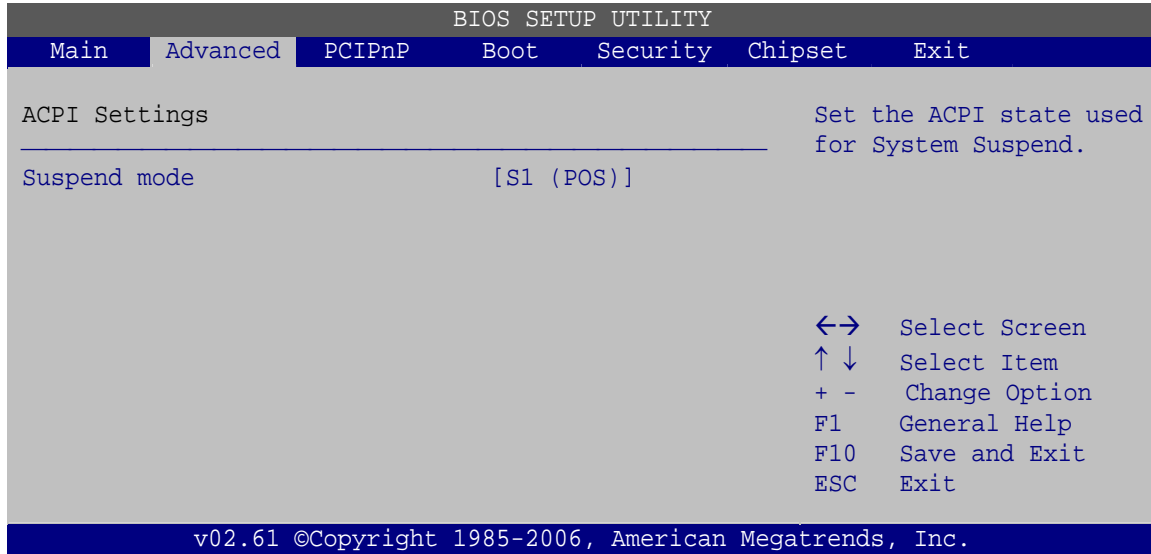 BIOS SETUP UTILITY
Main Advanced PCIPnP Boot Security Chipset Exit
ACPI Settings
Suspend mode [S1 (POS)]
Set the ACPI state used
for System Suspend.
←→ Select Screen
↑ ↓ Select Item
+ - Change Option
F1 General Help
F10 Save and Exit
ESC Exit
v02.61 ©Copyright 1985-2006, American Megatrends, Inc.